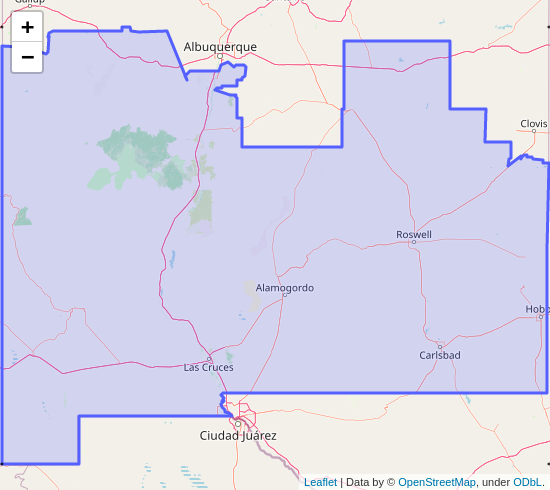 Gallup
+
−
Albuquerque
Clovis
Roswell
Alamogordo
Hobb
Carlsbad
Las Cruces
Ciudad Juárez
Leaflet | Data by © OpenStreetMap, under ODbL.